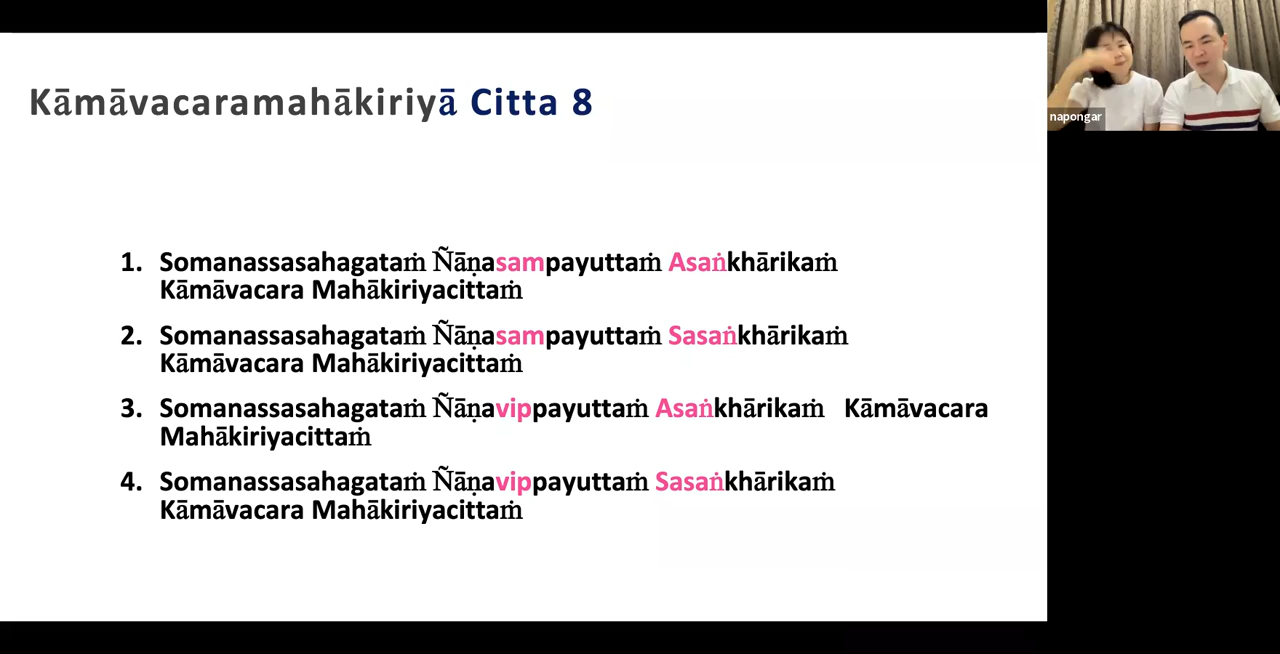 Kāmāvacaramahākiriyā Citta 8
napongar
1. Somanassasahagataṁ Ñāṇasampayuttaṁ Asaṅkhārikaṁ
Kāmāvacara Mahākiriyacittaṁ
2. Somanassasahagataṁ Ñāṇasampayuttaṁ Sasaṅkhārikaṁ
Kāmāvacara Mahākiriyacittaṁ
3. Somanassasahagataṁ Ñāṇavippayuttaṁ Asaṅkhārikaṁ Kāmāvacara
Mahākiriyacittaṁ
4. Somanassasahagataṁ Ñāṇavippayuttaṁ Sasaṅkhārikaṁ
Kāmāvacara Mahākiriyacittaṁ